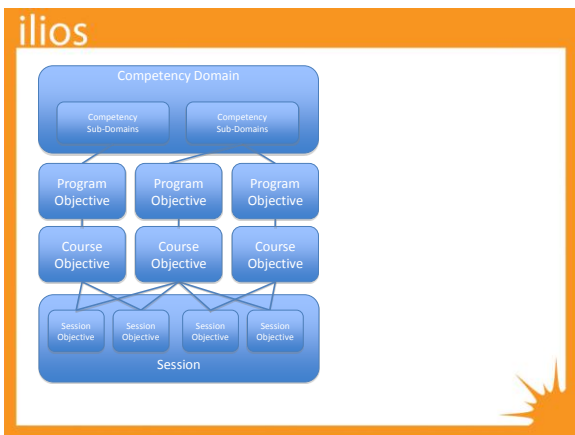 ilios
Competency Domain
Competency
Sub-Domains
Competency
Sub-Domains
Program
Objective
Program
Objective
Program
Objective
Course
Objective
Course
Objective
Course
Objective
Session
Objective
Session
Objective
Session
Objective
Session
Objective
Session